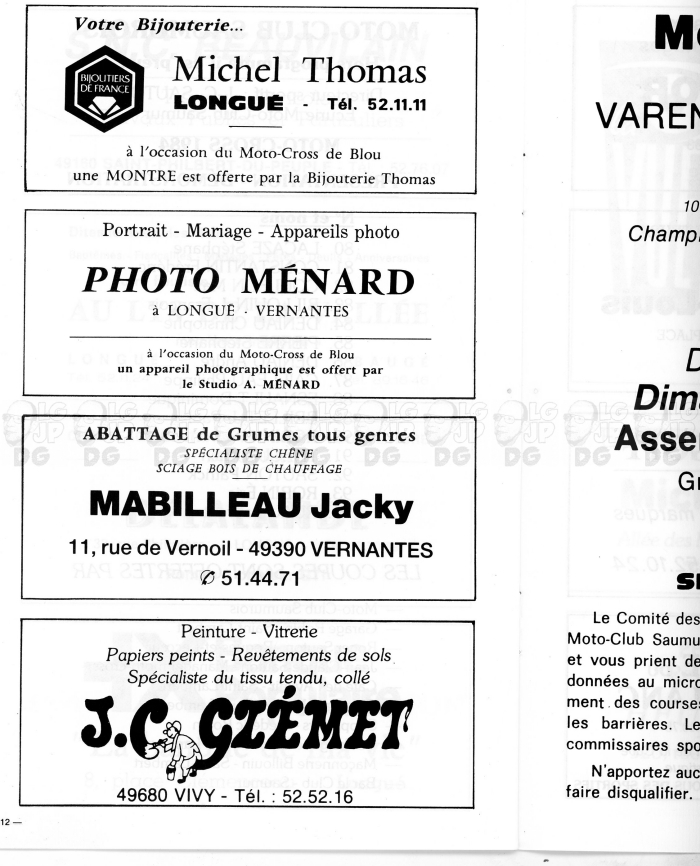 Votre Bijouterie...
BIJOUTIERS
DE FRANCE
Michel Thomas
LONGUÉ - Tél. 52.11.11
à l'occasion du Moto-Cross de Blou
une MONTRE est offerte par la Bijouterie Thomas
Portrait - Mariage - Appareils photo
PHOTO MÉNARD
à LONGUÉ - VERNANTES
à l'occasion du Moto-Cross de Blou
un appareil photographique est offert par
le Studio A. MÉNARD
ABATTAGE de Grumes tous genres
SPÉCIALITE CHÊNE
SCIAGE BOIS DE CHAUFFAGE
MABILLEAU Jacky
11, rue de Vernoil - 49390 VERNANTES
✆ 51.44.71
Peinture - Vitrerie
Papiers peints - Revêtements de sols
Spécialiste du tissu tendu, collé
J.C. GIÉMET
49680 VIVY - Tél. : 52.52.16
12 —
VAREN
10
Champi
Dima
Asse
Le Comité des
Moto-Club Saumu
et vous prient de
données au micro
ment des courses
les barrières. Le
commissaires spo
N'apportez auc
faire disqualifier.